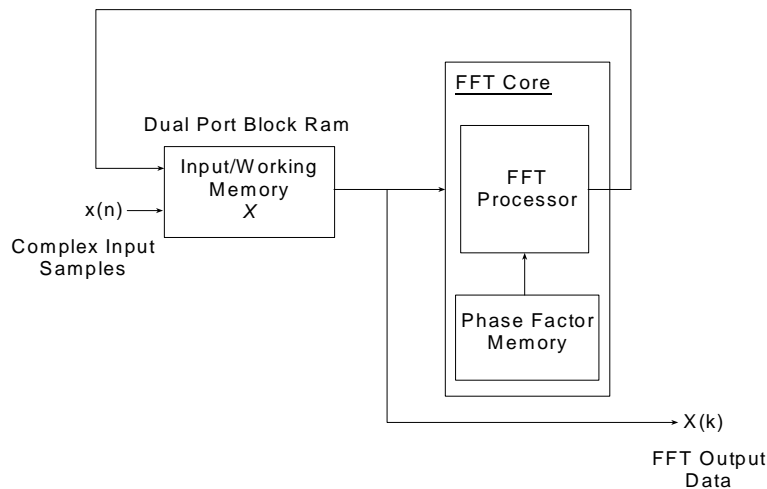 FFT Core
Dual Port Block Ram
Input/Working
Memory
X
x(n)
Complex Input
Samples
FFT
Processor
Phase Factor
Memory
X(k)
FFT Output
Data